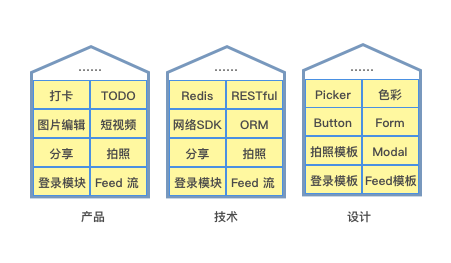 ……
打卡 TODO
图片编辑 短视频
分享 拍照
登录模块 Feed 流
产品
……
Redis RESTful
网络SDK ORM
分享 拍照
登录模块 Feed 流
技术
……
Picker 色彩
Button Form
拍照模板 Modal
登录模板 Feed模板
设计